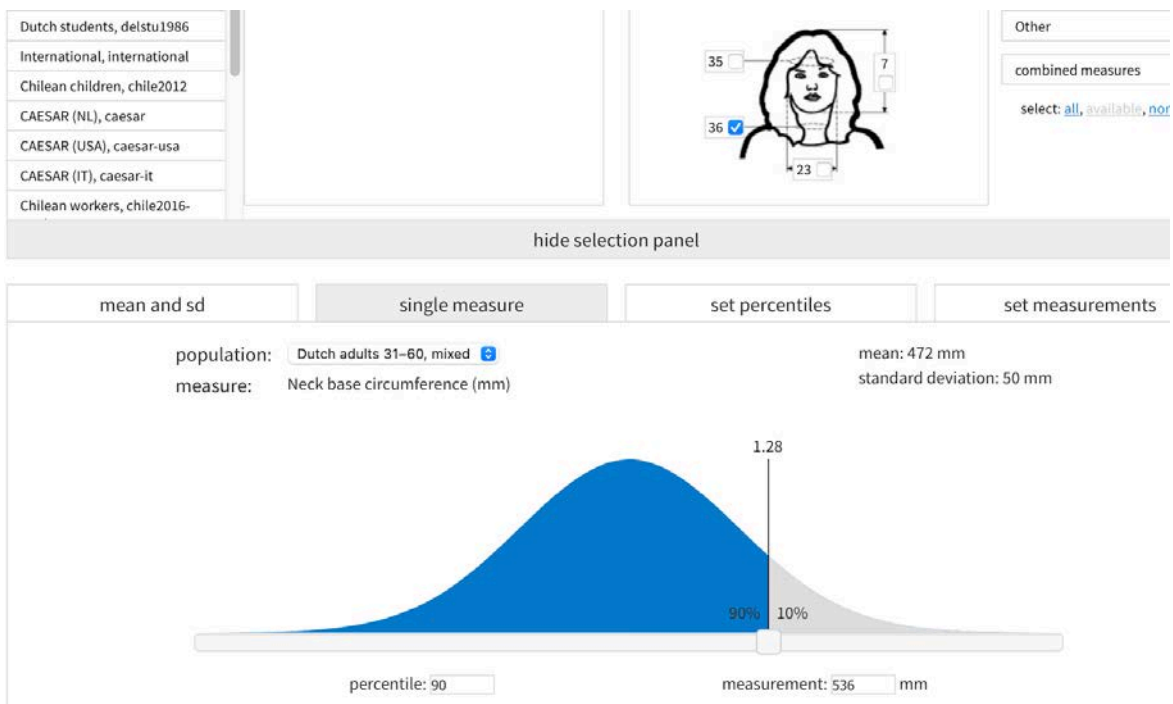 Dutch students, delstu1986
International, international
Chilean children, chile2012
CAESAR (NL), caesar
CAESAR (USA), caesar-usa
CAESAR (IT), caesar-it
Chilean workers, chile2016-
35
7
36
23
Other
combined measures
select: all, available, non
hide selection panel
mean and sd
single measure
set percentiles
set measurements
population: Dutch adults 31–60, mixed
measure: Neck base circumference (mm)
mean: 472 mm
standard deviation: 50 mm
1.28
90% 10%
percentile: 90
measurement: 536 mm